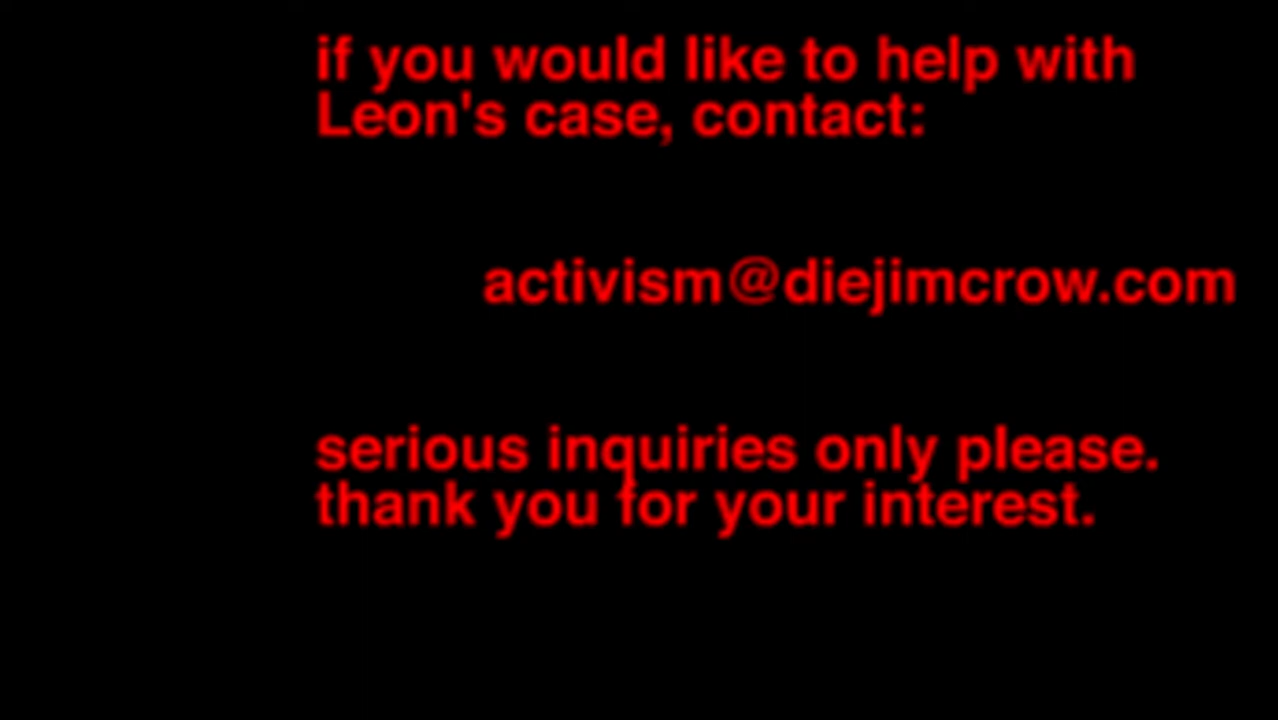 if you would like to help with
Leon's case, contact:
activism@diejimcrow.com
serious inquiries only please.
thank you for your interest.